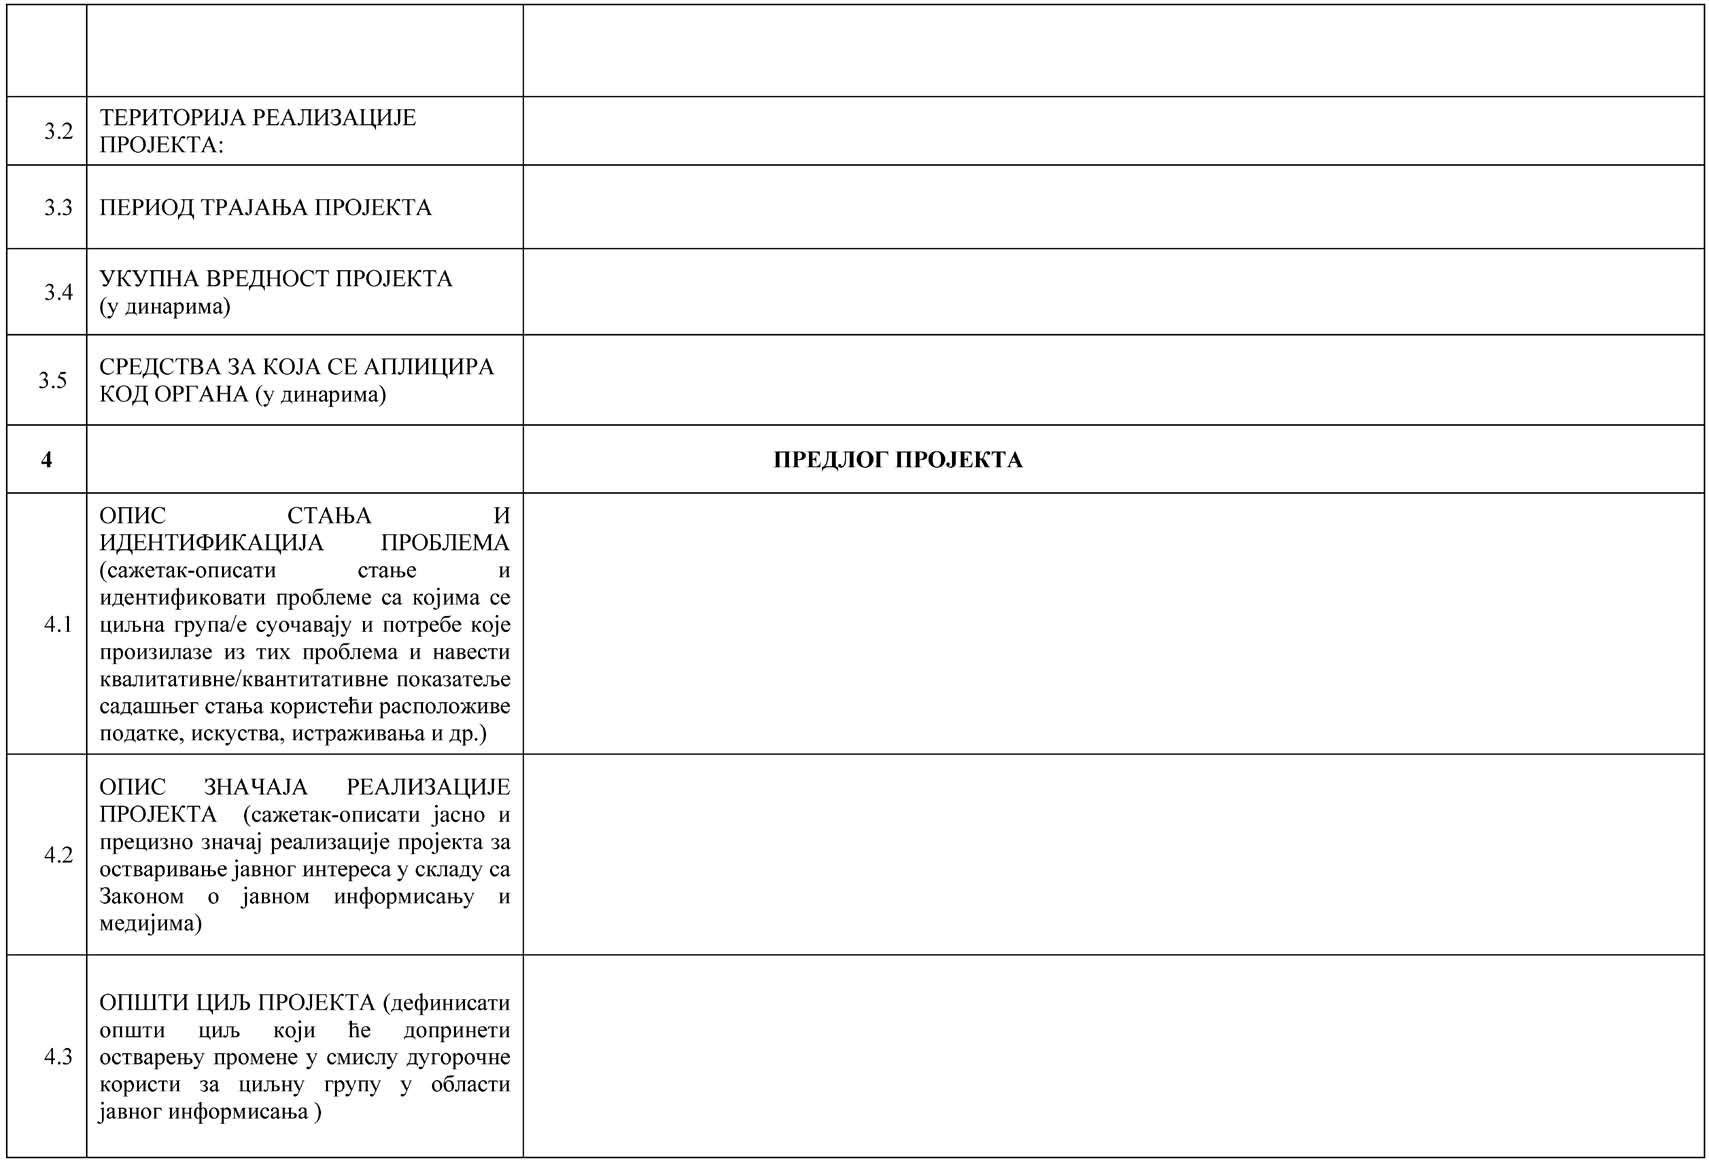 3.2
ТЕРИТОРИЈА РЕАЛИЗАЦИЈЕ
ПРОЈЕКТА:
3.3
ПЕРИОД ТРАЈАЊА ПРОЈЕКТА
3.4
УКУПНА ВРЕДНОСТ ПРОЈЕКТА
(у динарима)
3.5
СРЕДСТВА ЗА КОЈА СЕ АПЛИЦИРА
КОД ОРГАНА (у динарима)
4
ПРЕДЛОГ ПРОЈЕКТА
4.1
ОПИС СТАЊА И
ИДЕНТИФИКАЦИЈА ПРОБЛЕМА
(сажетак-описати стање и
идентификовати проблеме са којима се
циљна група/е суочавају и потребе које
произилазе из тих проблема и навести
квалитативне/квантитативне показатеље
садашњег стања користећи расположиве
податке, искуства, истраживања и др.)
4.2
ОПИС ЗНАЧАЈА РЕАЛИЗАЦИЈЕ
ПРОЈЕКТА (сажетак-описати јасно и
прецизно значај реализације пројекта за
остваривање јавног интереса у складу са
Законом о јавном информисању и
медијима)
4.3
ОПШТИ ЦИЉ ПРОЈЕКТА (дефинисати
општи циљ који ће допринети
остварењу промене у смислу дугорочне
користи за циљну групу у области
јавног информисања )